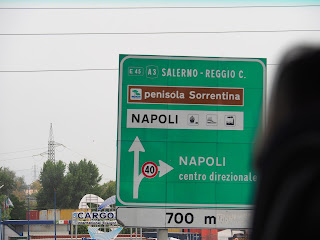 E 45 A3 SALERNO - REGGIO C.
penisola Sorrentina
NAPOLI
40
NAPOLI
centro direzionale
700 m
CARGO